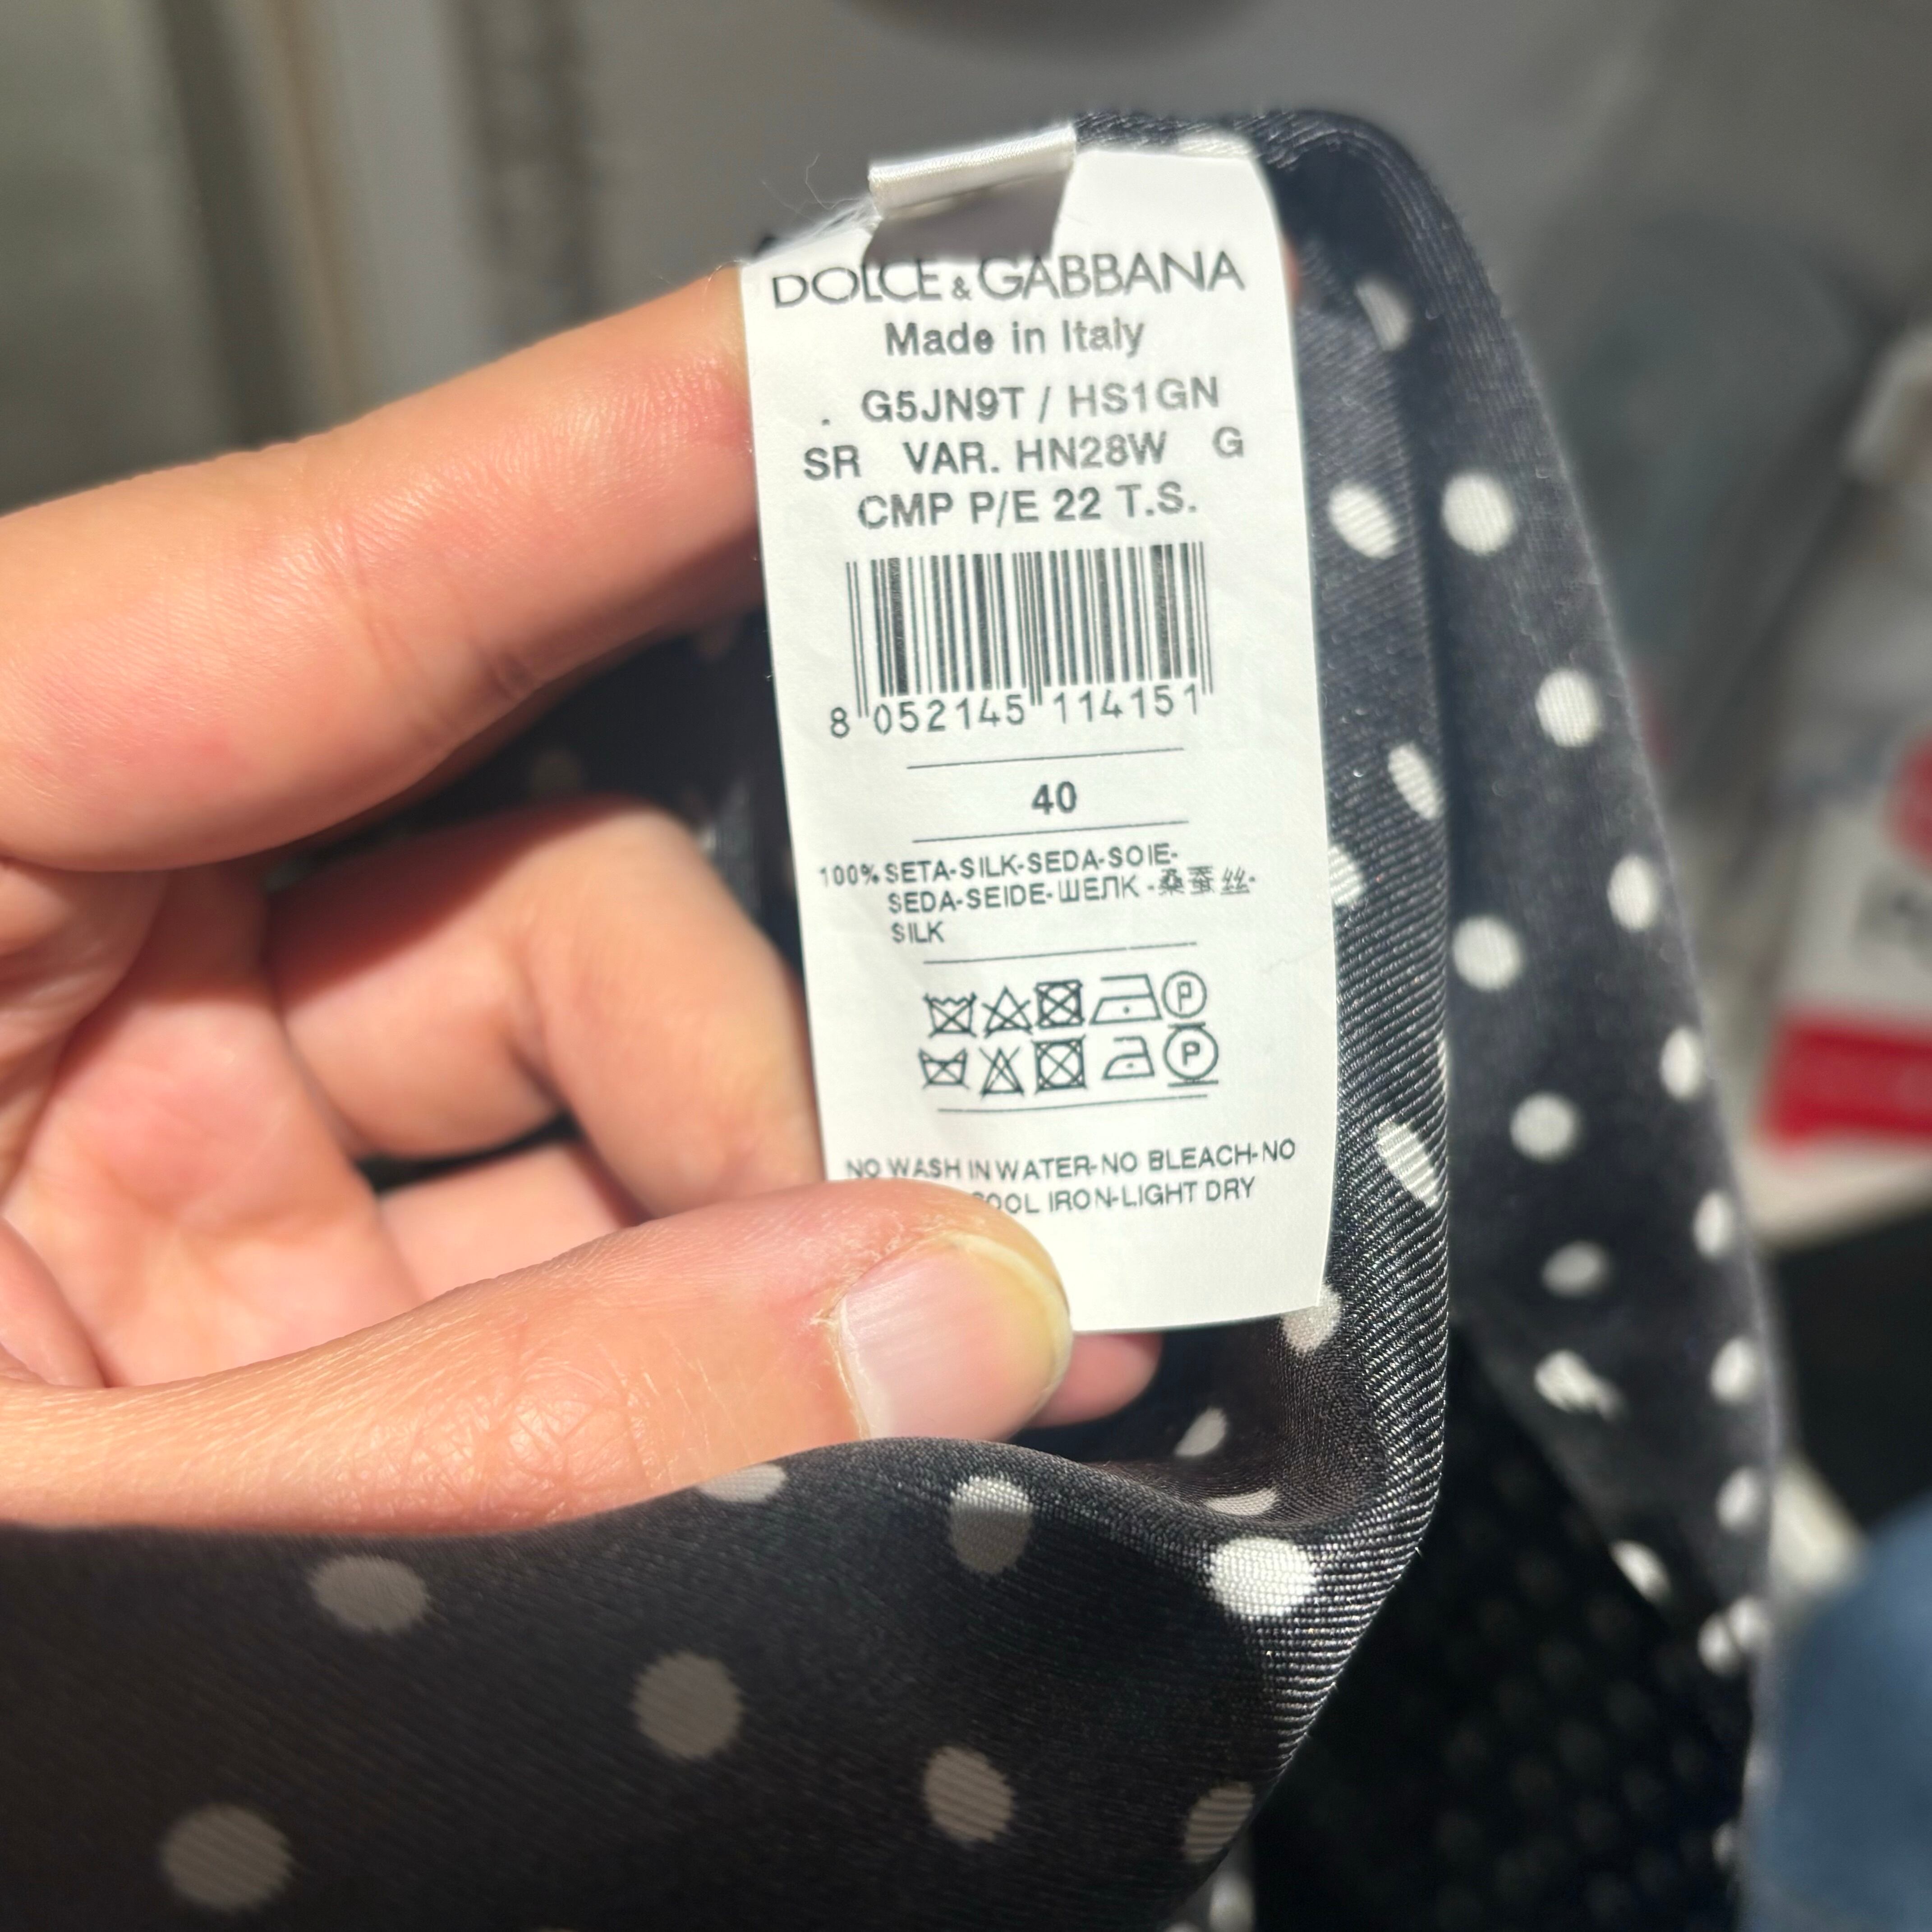 DOLCE & GABBANA
Made in Italy
. G5JN9T / HS1GN
SR VAR. HN28W G
CMP P/E 22 T.S.
8 052145 114151
40
100% SETA-SILK-SEDA-SOIE-
SEDA-SEIDE-ШЕЛК -桑蚕丝-
SILK
P
P
NO WASH IN WATER-NO BLEACH-NO
IRON-LIGHT DRY